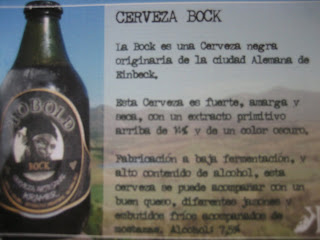 CERVEZA BOCK
La Bock es una Cerveza negra
originaria de la ciudad Alemana de
Einbeck.
Esta Cerveza es fuerte, amarga y
seca, con un extracto primitivo
arriba de 14% y de un color oscuro.
Fabricación a baja fermentación, y
alto contenido de alcohol, esta
cerveza se puede acompañar con un
buen queso, diferentes jamones y
embutidos fríos acompañados de
mostazas. Alcohol: 7,5%
KOBOLD
BOCK
KRAMER